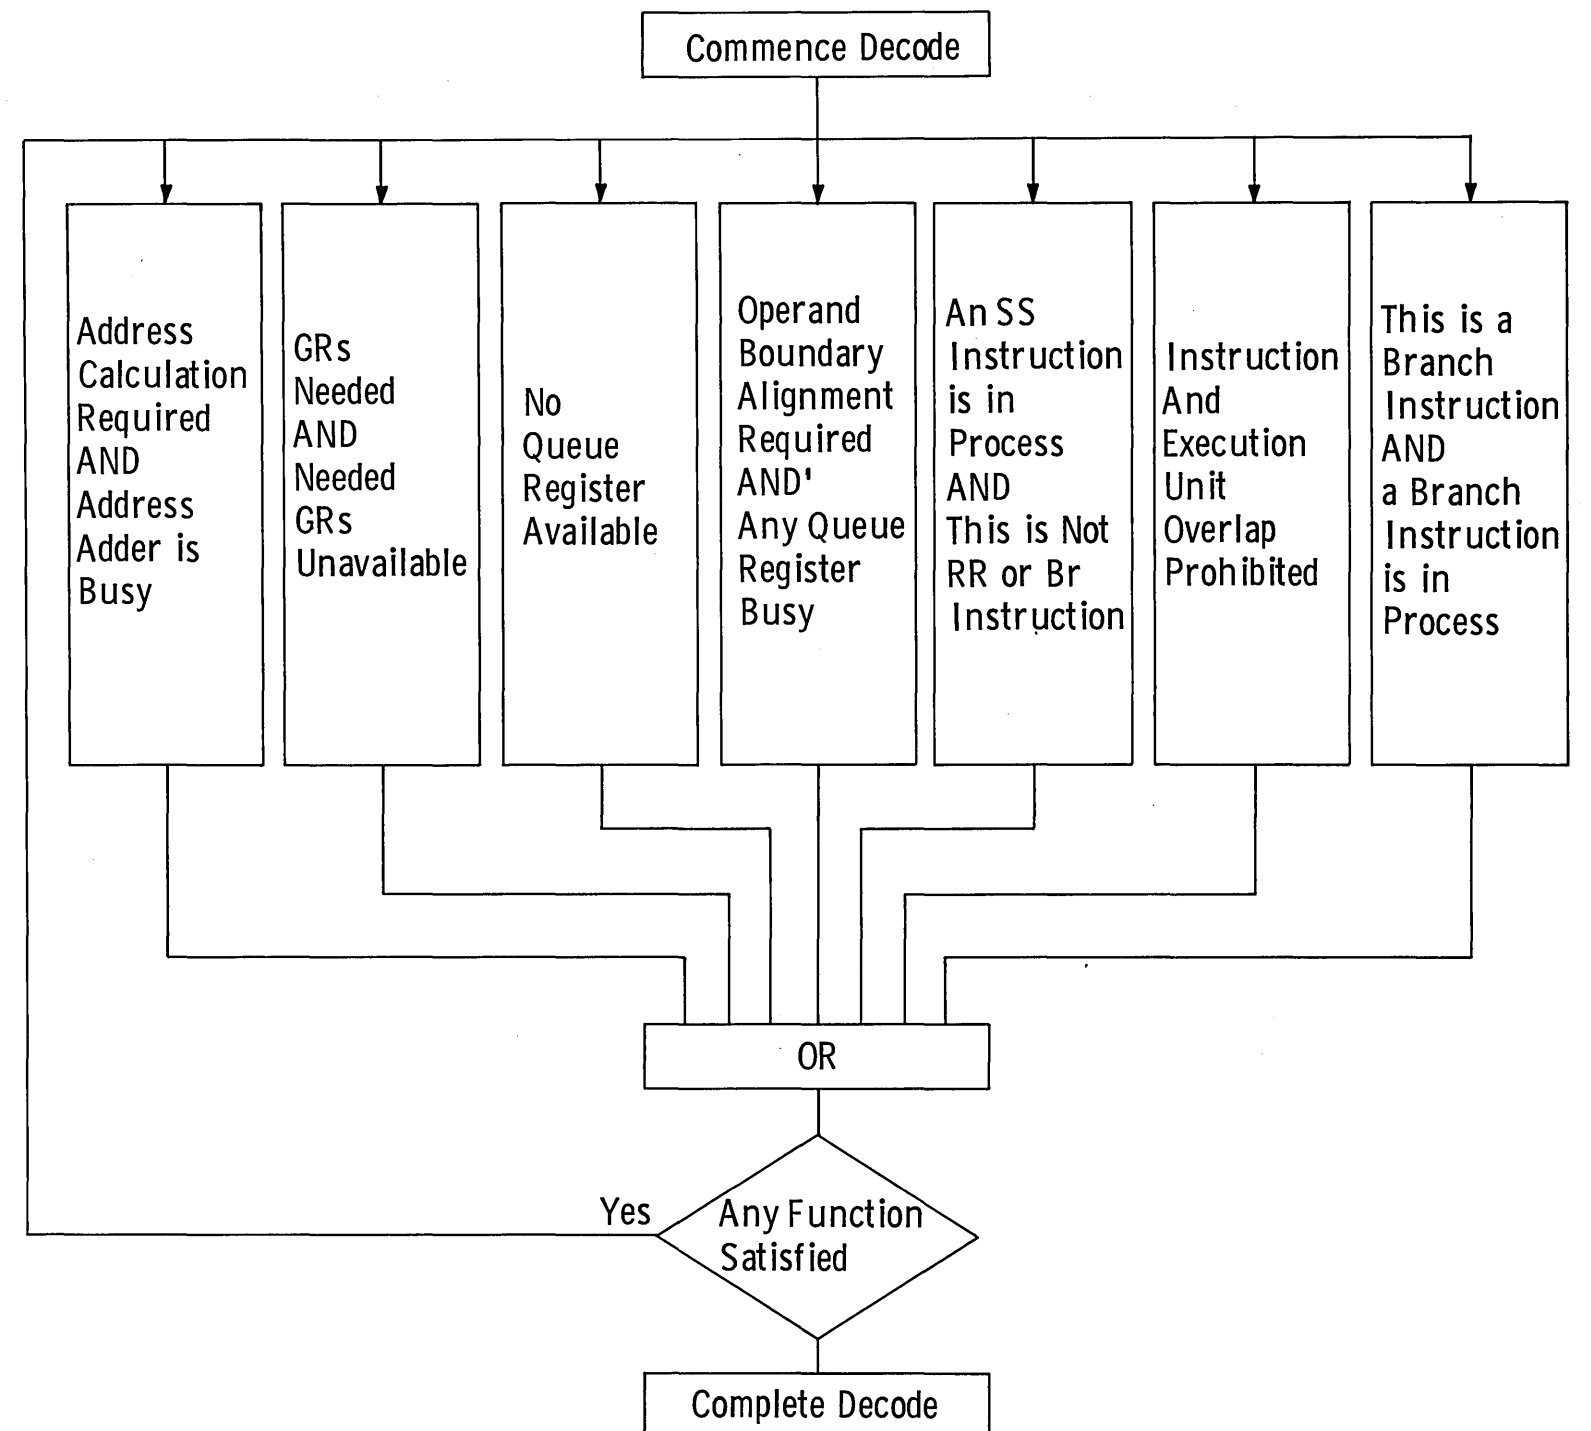 Commence Decode
Address
Calculation
Required
AND
Address
Adder is
Busy
GRs
Needed
AND
Needed
GRs
Unavailable
No
Queue
Register
Available
Operand
Boundary
Alignment
Required
AND'
Any Queue
Register
Busy
An SS
Instruction
is in
Process
AND
This is Not
RR or Br
Instruction
Instruction
And
Execution
Unit
Overlap
Prohibited
This is a
Branch
Instruction
AND
a Branch
Instruction
is in
Process
OR
Yes
Any Function
Satisfied
Complete Decode